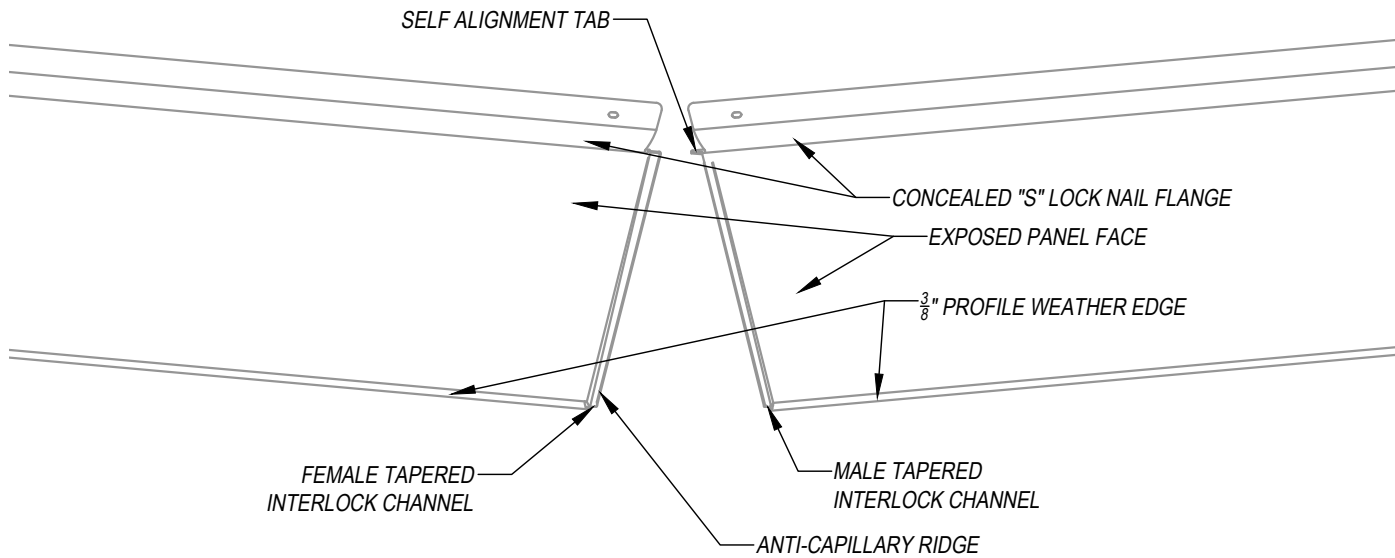 SELF ALIGNMENT TAB
CONCEALED "S" LOCK NAIL FLANGE
EXPOSED PANEL FACE
3/8" PROFILE WEATHER EDGE
FEMALE TAPERED
INTERLOCK CHANNEL
MALE TAPERED
INTERLOCK CHANNEL
ANTI-CAPILLARY RIDGE